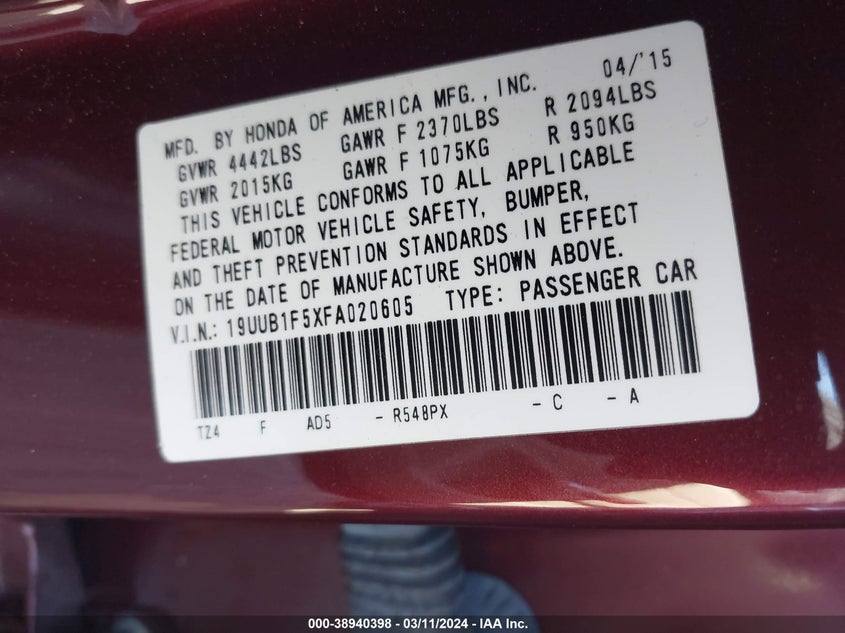 MFD. BY HONDA OF AMERICA MFG., INC. 04/'15
GVWR 4442LBS GAWR F 2370LBS R 2094LBS
GVWR 2015KG GAWR F 1075KG R 950KG
THIS VEHICLE CONFORMS TO ALL APPLICABLE
FEDERAL MOTOR VEHICLE SAFETY, BUMPER,
AND THEFT PREVENTION STANDARDS IN EFFECT
ON THE DATE OF MANUFACTURE SHOWN ABOVE.
V.I.N.: 19UUB1F5XFA020605 TYPE: PASSENGER CAR
TZ4 F AD5 - R548PX - C - A
000-38940398 - 03/11/2024 - IAA Inc.